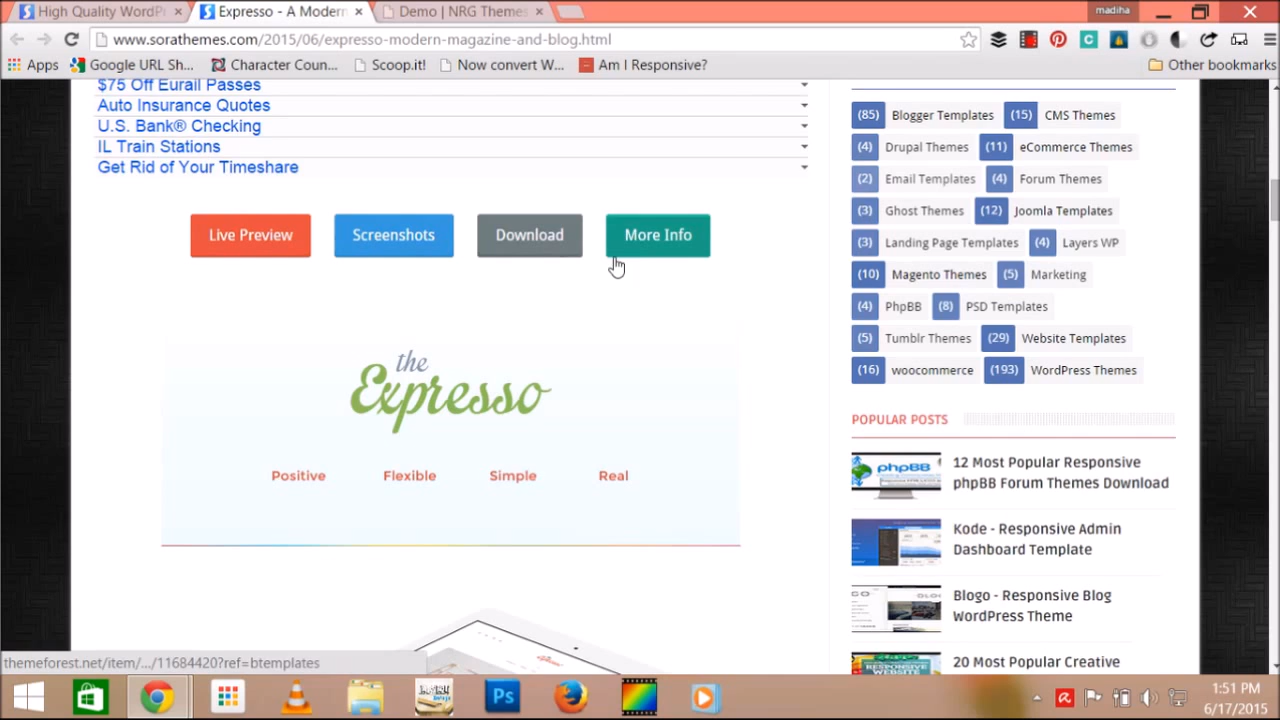 High Quality WordPr
Expresso - A Modern
Demo | NRG Themes
madiha
www.sorathemes.com/2015/06/expresso-modern-magazine-and-blog.html
Apps
Google URL Sh...
Character Coun...
Scoop.it!
Now convert W...
Am I Responsive?
Other bookmarks
$75 Off Eurail Passes
Auto Insurance Quotes
U.S. Bank® Checking
IL Train Stations
Get Rid of Your Timeshare
Live Preview
Screenshots
Download
More Info
the
Expresso
Positive Flexible Simple Real
(85) Blogger Templates (15) CMS Themes
(4) Drupal Themes (11) eCommerce Themes
(2) Email Templates (4) Forum Themes
(3) Ghost Themes (12) Joomla Templates
(3) Landing Page Templates (4) Layers WP
(10) Magento Themes (5) Marketing
(4) PhpBB (8) PSD Templates
(5) Tumblr Themes (29) Website Templates
(16) woocommerce (193) WordPress Themes
POPULAR POSTS
phpBB
12 Most Popular Responsive
phpBB Forum Themes Download
Kode - Responsive Admin
Dashboard Template
Blogo - Responsive Blog
WordPress Theme
20 Most Popular Creative
themeforest.net/item/.../11384420?ref=btemplates
Ps
1:51 PM
6/17/2015